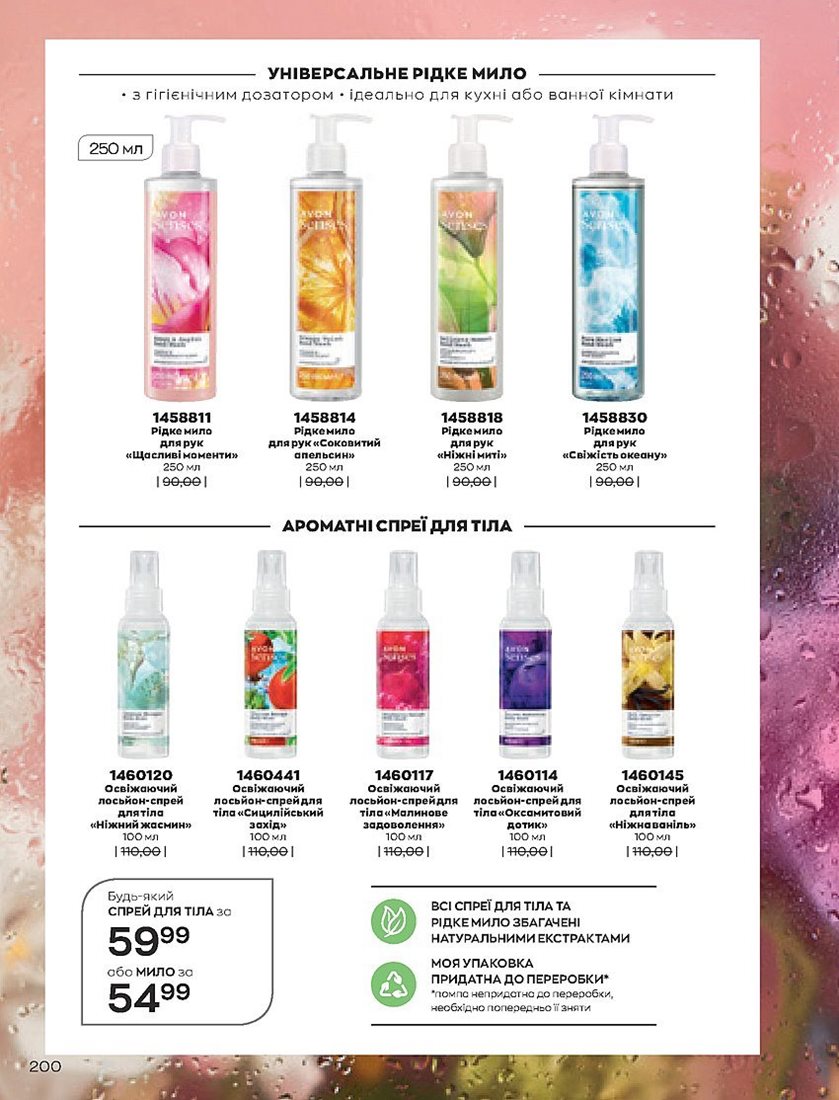 УНІВЕРСАЛЬНЕ РІДКЕ МИЛО
• з гігієнічним дозатором • ідеально для кухні або ванної кімнати
250 мл
AVON
Senses
AVON
Senses
AVON
Senses
AVON
Senses
1458811
Рідке мило
для рук
«Щасливі моменти»
250 мл
| 90,00 |
1458814
Рідке мило
для рук «Соковитий
апельсин»
250 мл
| 90,00 |
1458818
Рідке мило
для рук
«Ніжні миті»
250 мл
| 90,00 |
1458830
Рідке мило
для рук
«Свіжість океану»
250 мл
| 90,00 |
АРОМАТНІ СПРЕЇ ДЛЯ ТІЛА
AVON
Senses
AVON
Senses
AVON
Senses
AVON
Senses
1460120
Освіжаючий
лосьйон-спрей
для тіла
«Ніжний жасмин»
100 мл
| 110,00 |
1460441
Освіжаючий
лосьйон-спрей для
тіла «Сицилійський
захід»
100 мл
| 110,00 |
1460117
Освіжаючий
лосьйон-спрей для
тіла «Малинове
задоволення»
100 мл
| 110,00 |
1460114
Освіжаючий
лосьйон-спрей для
тіла «Оксамитовий
дотик»
100 мл
| 110,00 |
1460145
Освіжаючий
лосьйон-спрей
для тіла
«Ніжна ваніль»
100 мл
| 110,00 |
Будь-який
СПРЕЙ ДЛЯ ТІЛА за
59⁹⁹
або МИЛО за
54⁹⁹
ВСІ СПРЕЇ ДЛЯ ТІЛА ТА
РІДКЕ МИЛО ЗБАГАЧЕНІ
НАТУРАЛЬНИМИ ЕКСТРАКТАМИ
МОЯ УПАКОВКА
ПРИДАТНА ДО ПЕРЕРОБКИ*
*помпа непридатна до переробки,
необхідно попередньо її зняти
200